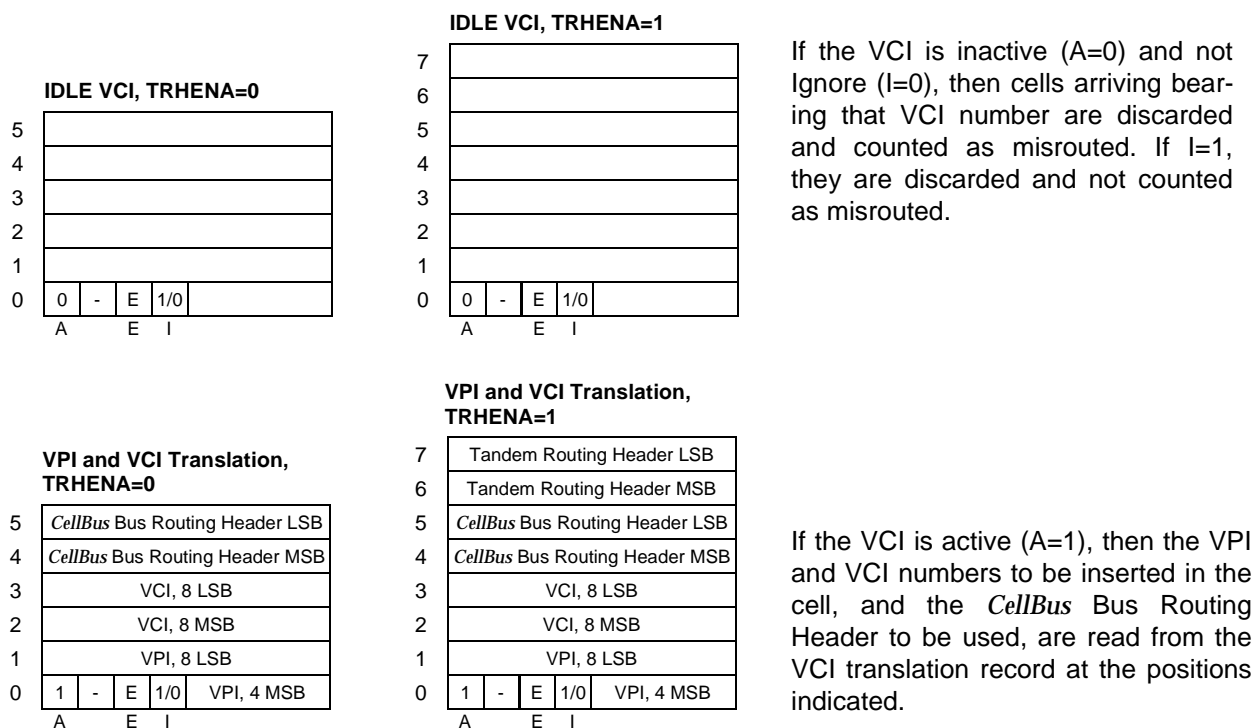 IDLE VCI, TRHENA=0
5
4
3
2
1
0 0 - E 1/0
A E I
IDLE VCI, TRHENA=1
7
6
5
4
3
2
1
0 0 - E 1/0
A E I
If the VCI is inactive (A=0) and not
Ignore (I=0), then cells arriving bear-
ing that VCI number are discarded
and counted as misrouted. If I=1,
they are discarded and not counted
as misrouted.
VPI and VCI Translation,
TRHENA=0
5 CellBus Bus Routing Header LSB
4 CellBus Bus Routing Header MSB
3 VCI, 8 LSB
2 VCI, 8 MSB
1 VPI, 8 LSB
0 1 - E 1/0 VPI, 4 MSB
A E I
VPI and VCI Translation,
TRHENA=1
7 Tandem Routing Header LSB
6 Tandem Routing Header MSB
5 CellBus Bus Routing Header LSB
4 CellBus Bus Routing Header MSB
3 VCI, 8 LSB
2 VCI, 8 MSB
1 VPI, 8 LSB
0 1 - E 1/0 VPI, 4 MSB
A E I
If the VCI is active (A=1), then the VPI
and VCI numbers to be inserted in the
cell, and the CellBus Bus Routing
Header to be used, are read from the
VCI translation record at the positions
indicated.